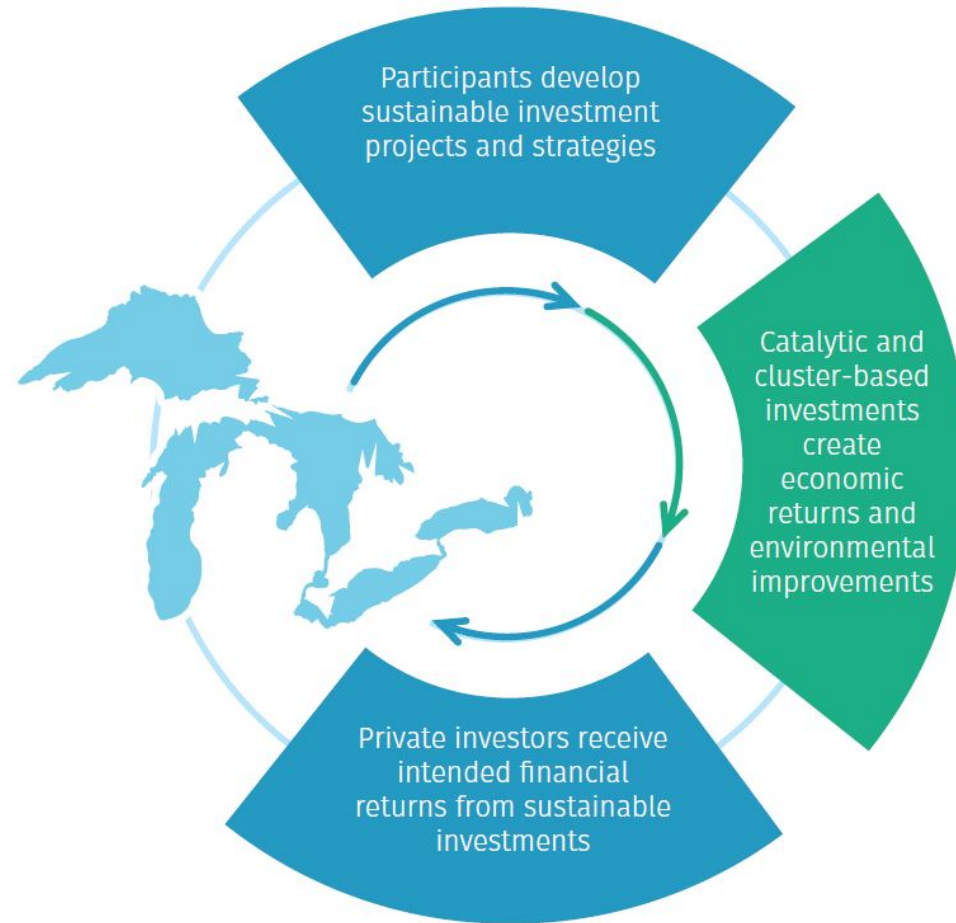 Participants develop
sustainable investment
projects and strategies
Catalytic and
cluster-based
investments
create
economic
returns and
environmental
improvements
Private investors receive
intended financial
returns from sustainable
investments